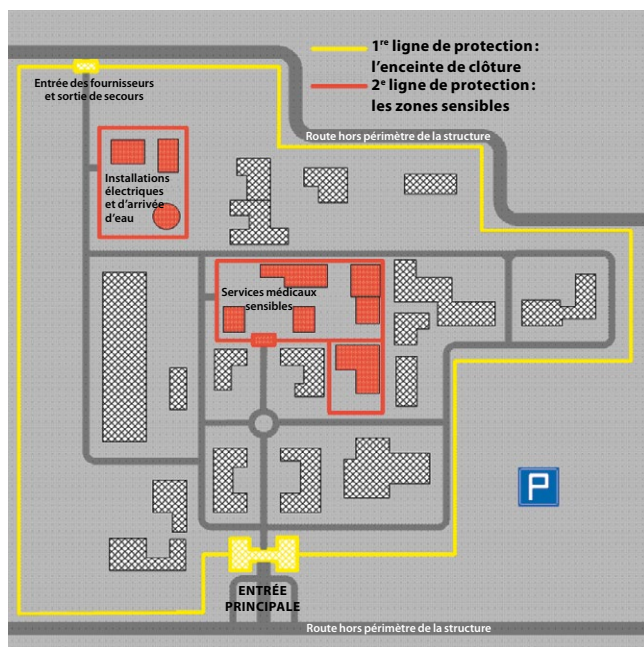 1re ligne de protection :
l’enceinte de clôture
2e ligne de protection :
les zones sensibles
Entrée des fournisseurs
et sortie de secours
Route hors périmètre de la structure
Installations
électriques
et d’arrivée
d’eau
Services médicaux
sensibles
P
ENTRÉE
PRINCIPALE
Route hors périmètre de la structure